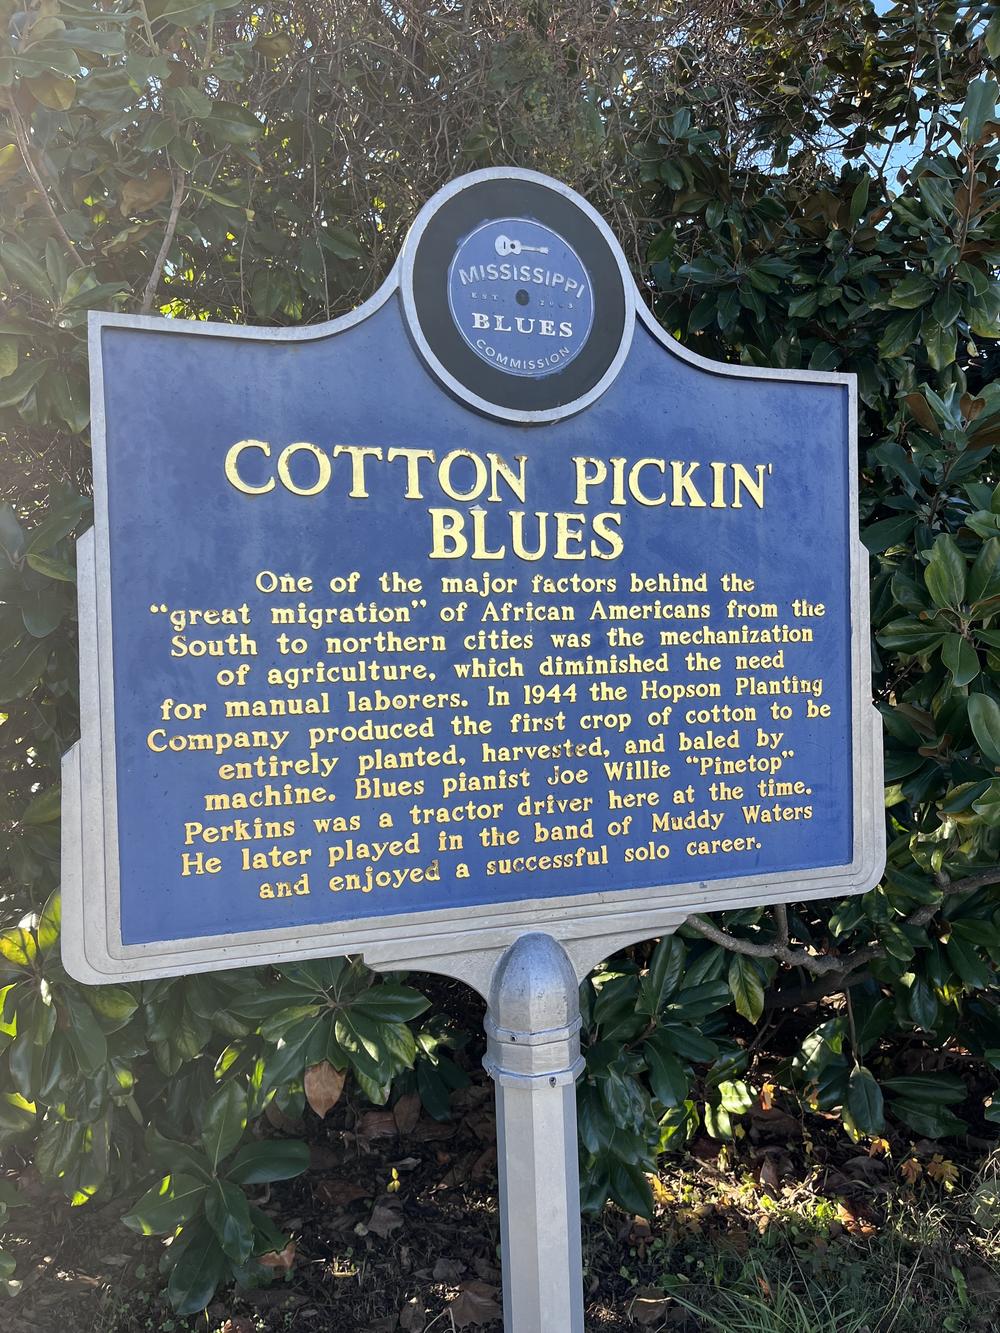 MISSISSIPPI
EST. 2003
BLUES
COMMISSION
COTTON PICKIN'
BLUES
One of the major factors behind the
“great migration” of African Americans from the
South to northern cities was the mechanization
of agriculture, which diminished the need
for manual laborers. In 1944 the Hopson Planting
Company produced the first crop of cotton to be
entirely planted, harvested, and baled by
machine. Blues pianist Joe Willie “Pinetop”
Perkins was a tractor driver here at the time.
He later played in the band of Muddy Waters
and enjoyed a successful solo career.